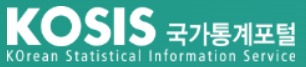 KOSIS 국가통계포털
KOrean Statistical Information Service